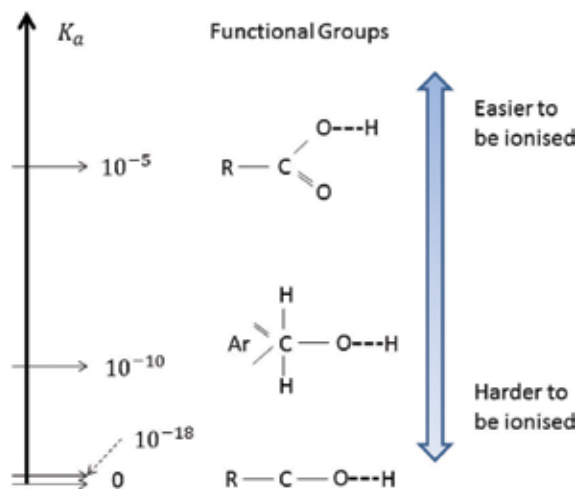 Kₐ Functional Groups
Easier to
be ionised
O---H
10⁻⁵
R — C
O
H
Ar C — O---H
H
10⁻¹⁰
Harder to
be ionised
10⁻¹⁸
0
R — C — O---H